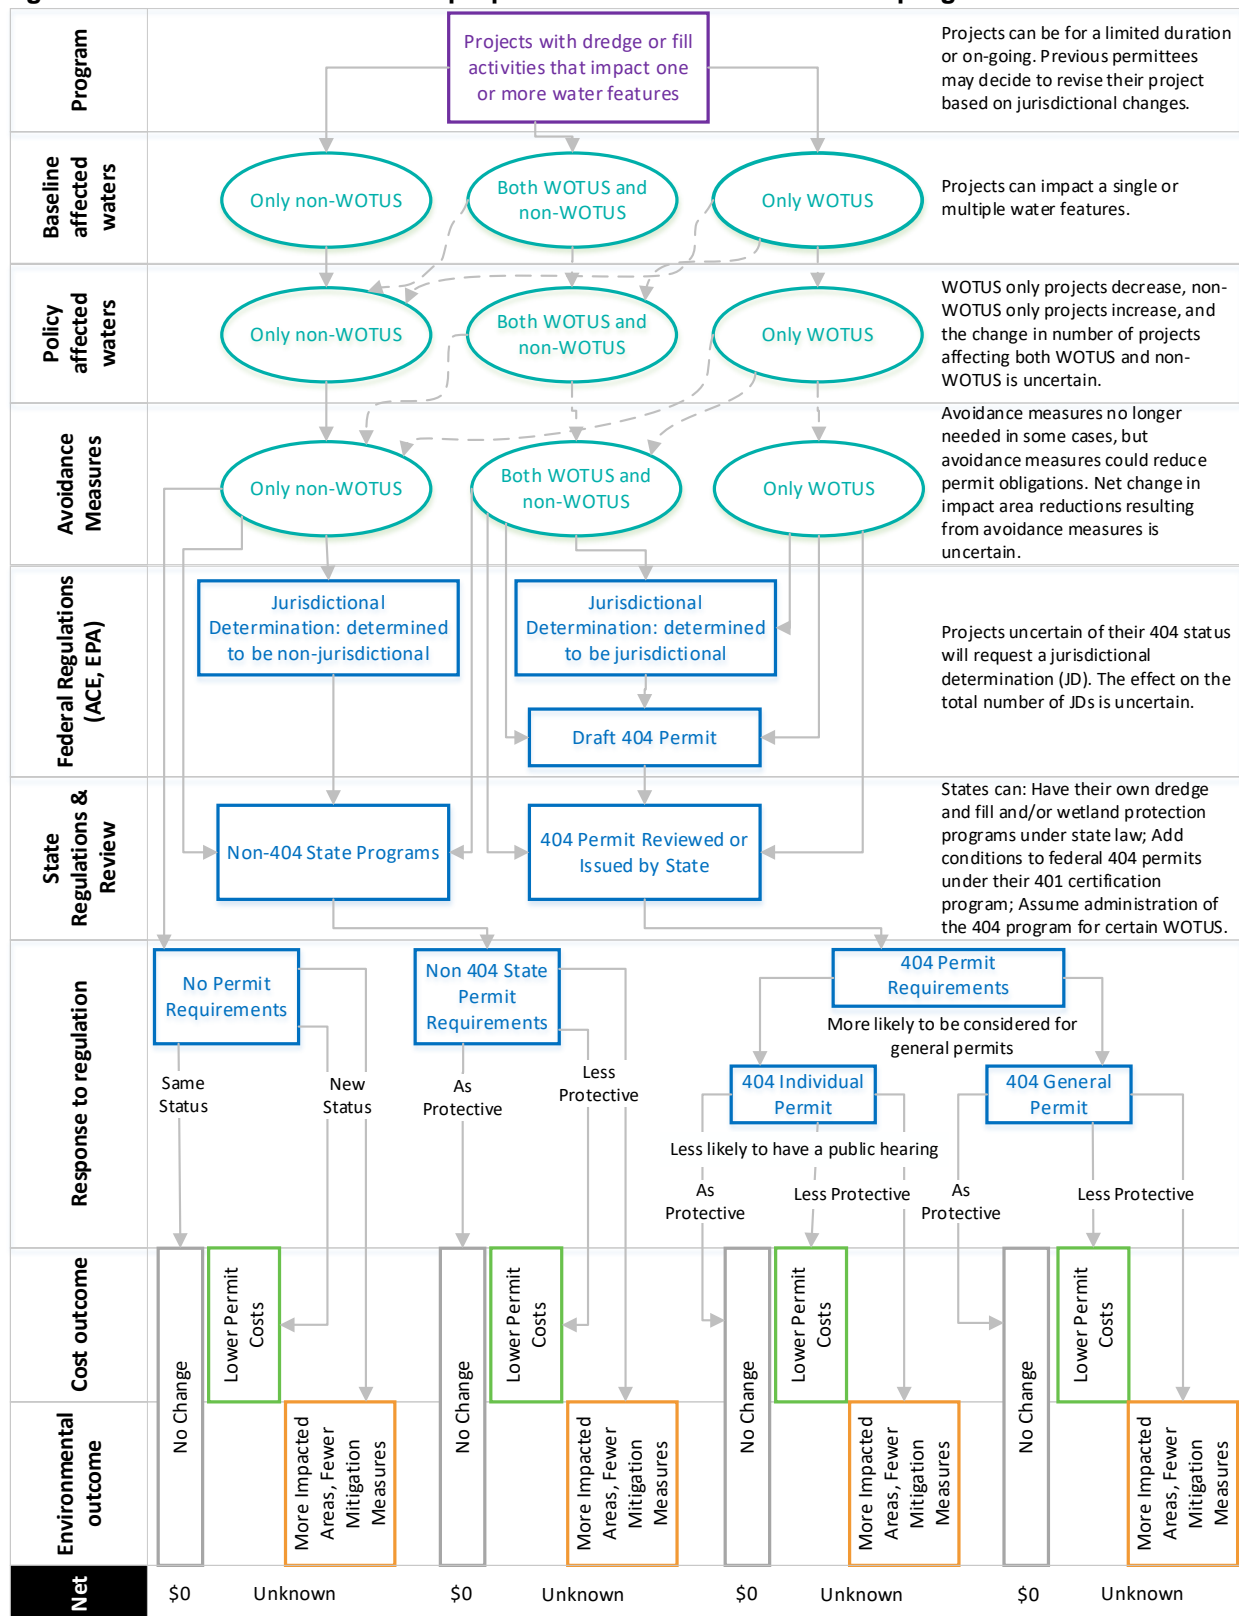 Program
Projects with dredge or fill
activities that impact one
or more water features
Projects can be for a limited duration
or on-going. Previous permittees
may decide to revise their project
based on jurisdictional changes.
Baseline
affected
waters
Only non-WOTUS
Both WOTUS and
non-WOTUS
Only WOTUS
Projects can impact a single or
multiple water features.
Policy
affected
waters
Only non-WOTUS
Both WOTUS and
non-WOTUS
Only WOTUS
WOTUS only projects decrease, non-
WOTUS only projects increase, and
the change in number of projects
affecting both WOTUS and non-
WOTUS is uncertain.
Avoidance
Measures
Only non-WOTUS
Both WOTUS and
non-WOTUS
Only WOTUS
Avoidance measures no longer
needed in some cases, but
avoidance measures could reduce
permit obligations. Net change in
impact area reductions resulting
from avoidance measures is
uncertain.
Federal Regulations
(ACE, EPA)
Jurisdictional
Determination: determined
to be non-jurisdictional
Jurisdictional
Determination: determined
to be jurisdictional
Draft 404 Permit
Projects uncertain of their 404 status
will request a jurisdictional
determination (JD). The effect on the
total number of JDs is uncertain.
State
Regulations &
Review
Non-404 State Programs
404 Permit Reviewed or
Issued by State
States can: Have their own dredge
and fill and/or wetland protection
programs under state law; Add
conditions to federal 404 permits
under their 401 certification
program; Assume administration of
the 404 program for certain WOTUS.
Response to regulation
No Permit
Requirements
Non 404 State
Permit
Requirements
404 Permit
Requirements
More likely to be considered for
general permits
404 Individual
Permit
404 General
Permit
Same
Status
New
Status
As
Protective
Less
Protective
Less likely to have a public hearing
As
Protective
Less Protective
As
Protective
Less Protective
Cost outcome
Environmental
outcome
No Change
Lower Permit
Costs
More Impacted
Areas, Fewer
Mitigation
Measures
No Change
Lower Permit
Costs
More Impacted
Areas, Fewer
Mitigation
Measures
No Change
Lower Permit
Costs
More Impacted
Areas, Fewer
Mitigation
Measures
No Change
Lower Permit
Costs
More Impacted
Areas, Fewer
Mitigation
Measures
Net
$0 Unknown $0 Unknown $0 Unknown $0 Unknown